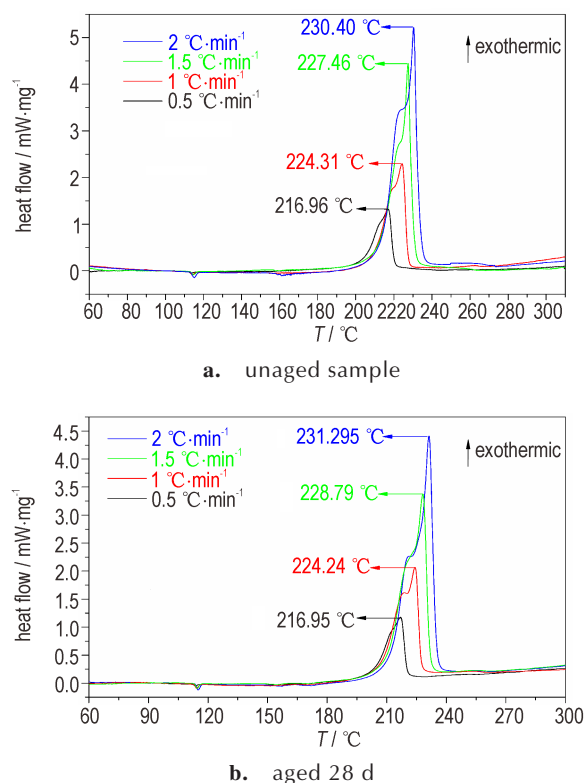 5
4
3
2
1
0
heat flow / mW·mg⁻¹
2 ℃·min⁻¹
1.5 ℃·min⁻¹
1 ℃·min⁻¹
0.5 ℃·min⁻¹
230.40 ℃
227.46 ℃
224.31 ℃
216.96 ℃
exothermic
60 80 100 120 140 160 180 200 220 240 260 280 300
T / ℃
a. unaged sample
4.5
4.0
3.5
3.0
2.5
2.0
1.5
1.0
0.5
0.0
heat flow / mW·mg⁻¹
2 ℃·min⁻¹
1.5 ℃·min⁻¹
1 ℃·min⁻¹
0.5 ℃·min⁻¹
231.295 ℃
228.79 ℃
224.24 ℃
216.95 ℃
exothermic
60 90 120 150 180 210 240 270 300
T / ℃
b. aged 28 d